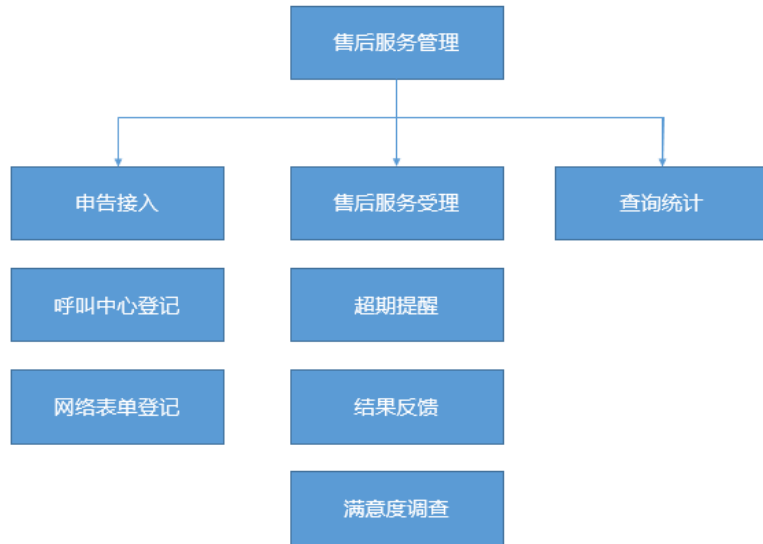 售后服务管理
申告接入
售后服务受理
查询统计
呼叫中心登记
超期提醒
网络表单登记
结果反馈
满意度调查